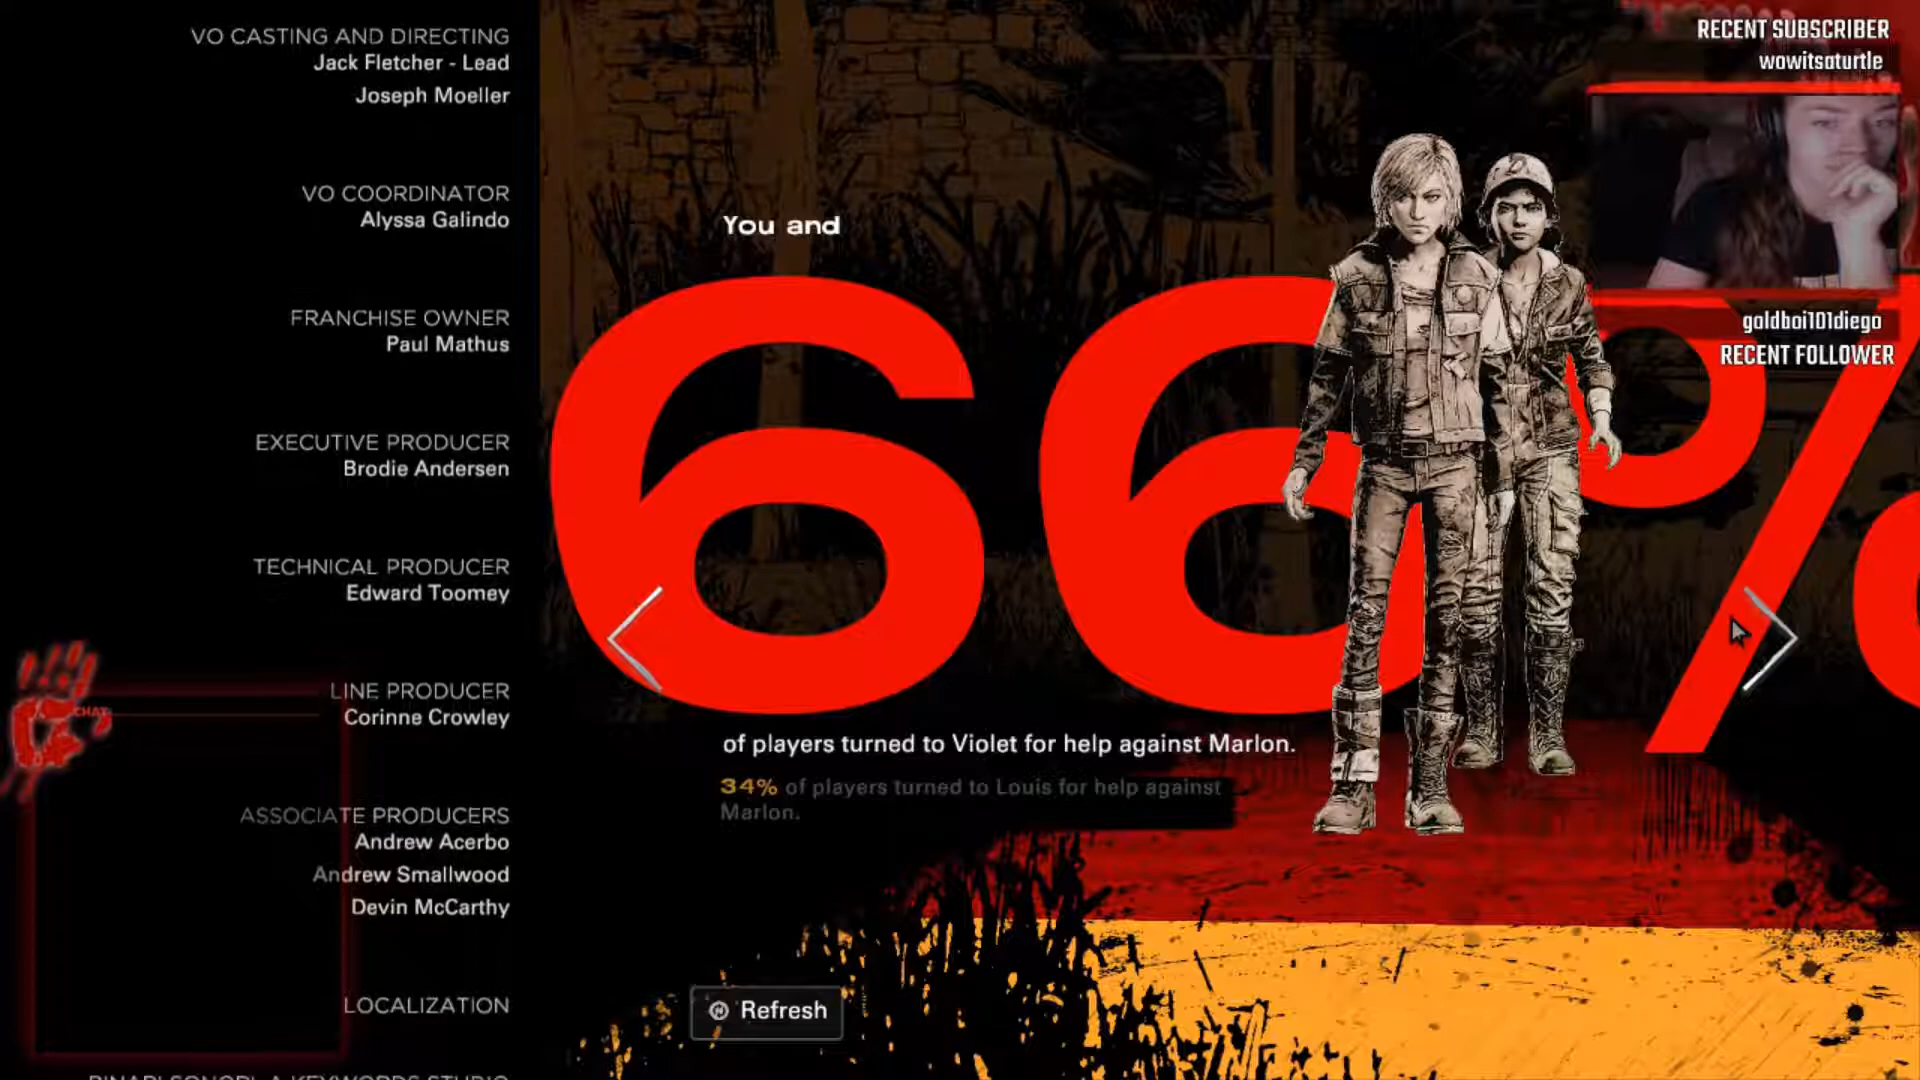 VO CASTING AND DIRECTING
Jack Fletcher - Lead
Joseph Moeller
VO COORDINATOR
Alyssa Galindo
FRANCHISE OWNER
Paul Mathus
EXECUTIVE PRODUCER
Brodie Andersen
TECHNICAL PRODUCER
Edward Toomey
LINE PRODUCER
Corinne Crowley
ASSOCIATE PRODUCERS
Andrew Acerbo
Andrew Smallwood
Devin McCarthy
LOCALIZATION
CHAT
You and
66%
of players turned to Violet for help against Marlon.
34% of players turned to Louis for help against
Marlon.
Refresh
RECENT SUBSCRIBER
wowitsaturtle
goldboi101diego
RECENT FOLLOWER